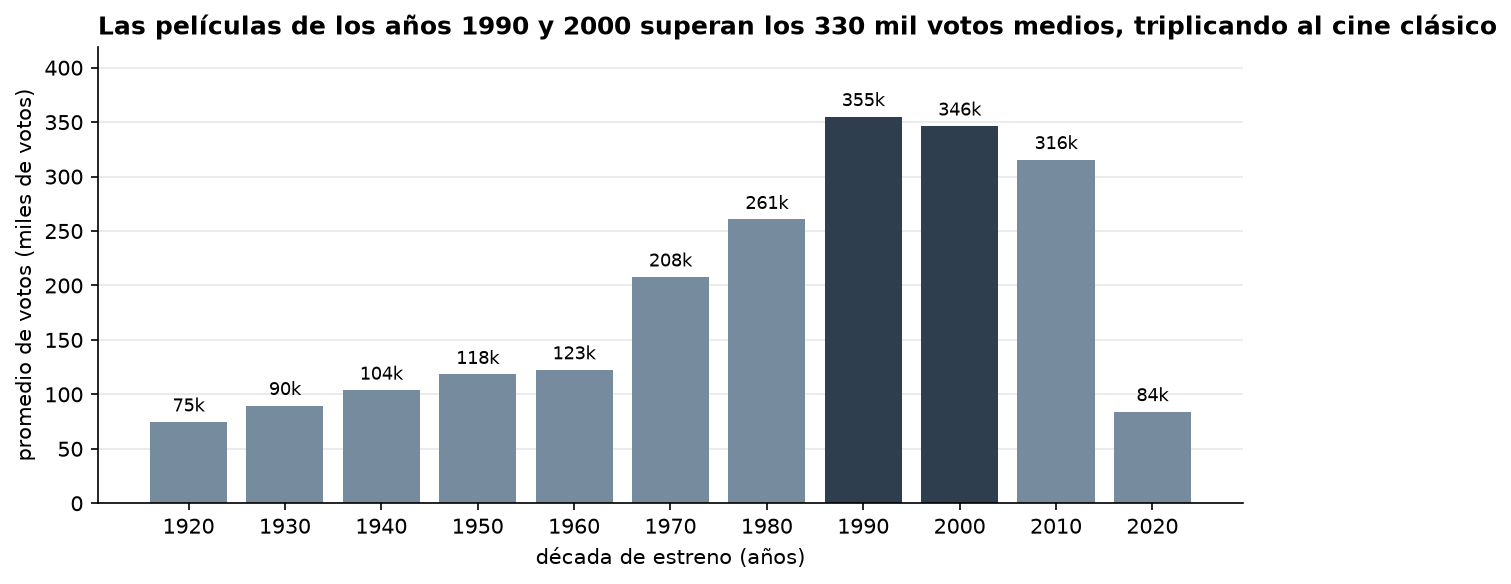 Las películas de los años 1990 y 2000 superan los 330 mil votos medios, triplicando al cine clásico
promedio de votos (miles de votos)
400
350
300
250
200
150
100
50
0
75k
90k
104k
118k
123k
208k
261k
355k
346k
316k
84k
1920
1930
1940
1950
1960
1970
1980
1990
2000
2010
2020
década de estreno (años)